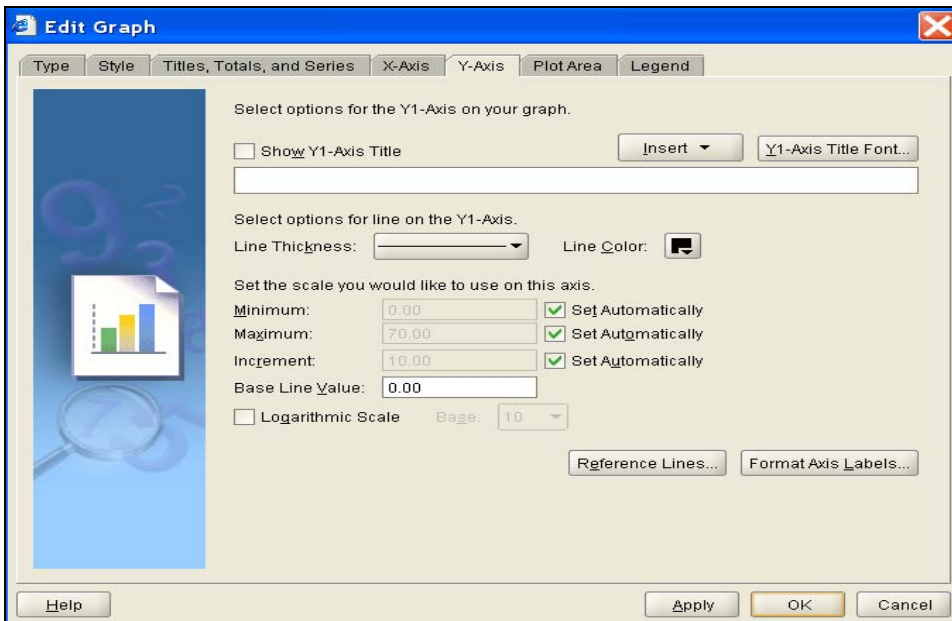 Edit Graph
Type Style Titles, Totals, and Series X-Axis Y-Axis Plot Area Legend
Select options for the Y1-Axis on your graph.
Show Y1-Axis Title Insert Y1-Axis Title Font...
Select options for line on the Y1-Axis.
Line Thickness: Line Color:
Set the scale you would like to use on this axis.
Minimum: 0.00 Set Automatically
Maximum: 70.00 Set Automatically
Increment: 10.00 Set Automatically
Base Line Value: 0.00
Logarithmic Scale Base: 10
Reference Lines... Format Axis Labels...
Help Apply OK Cancel